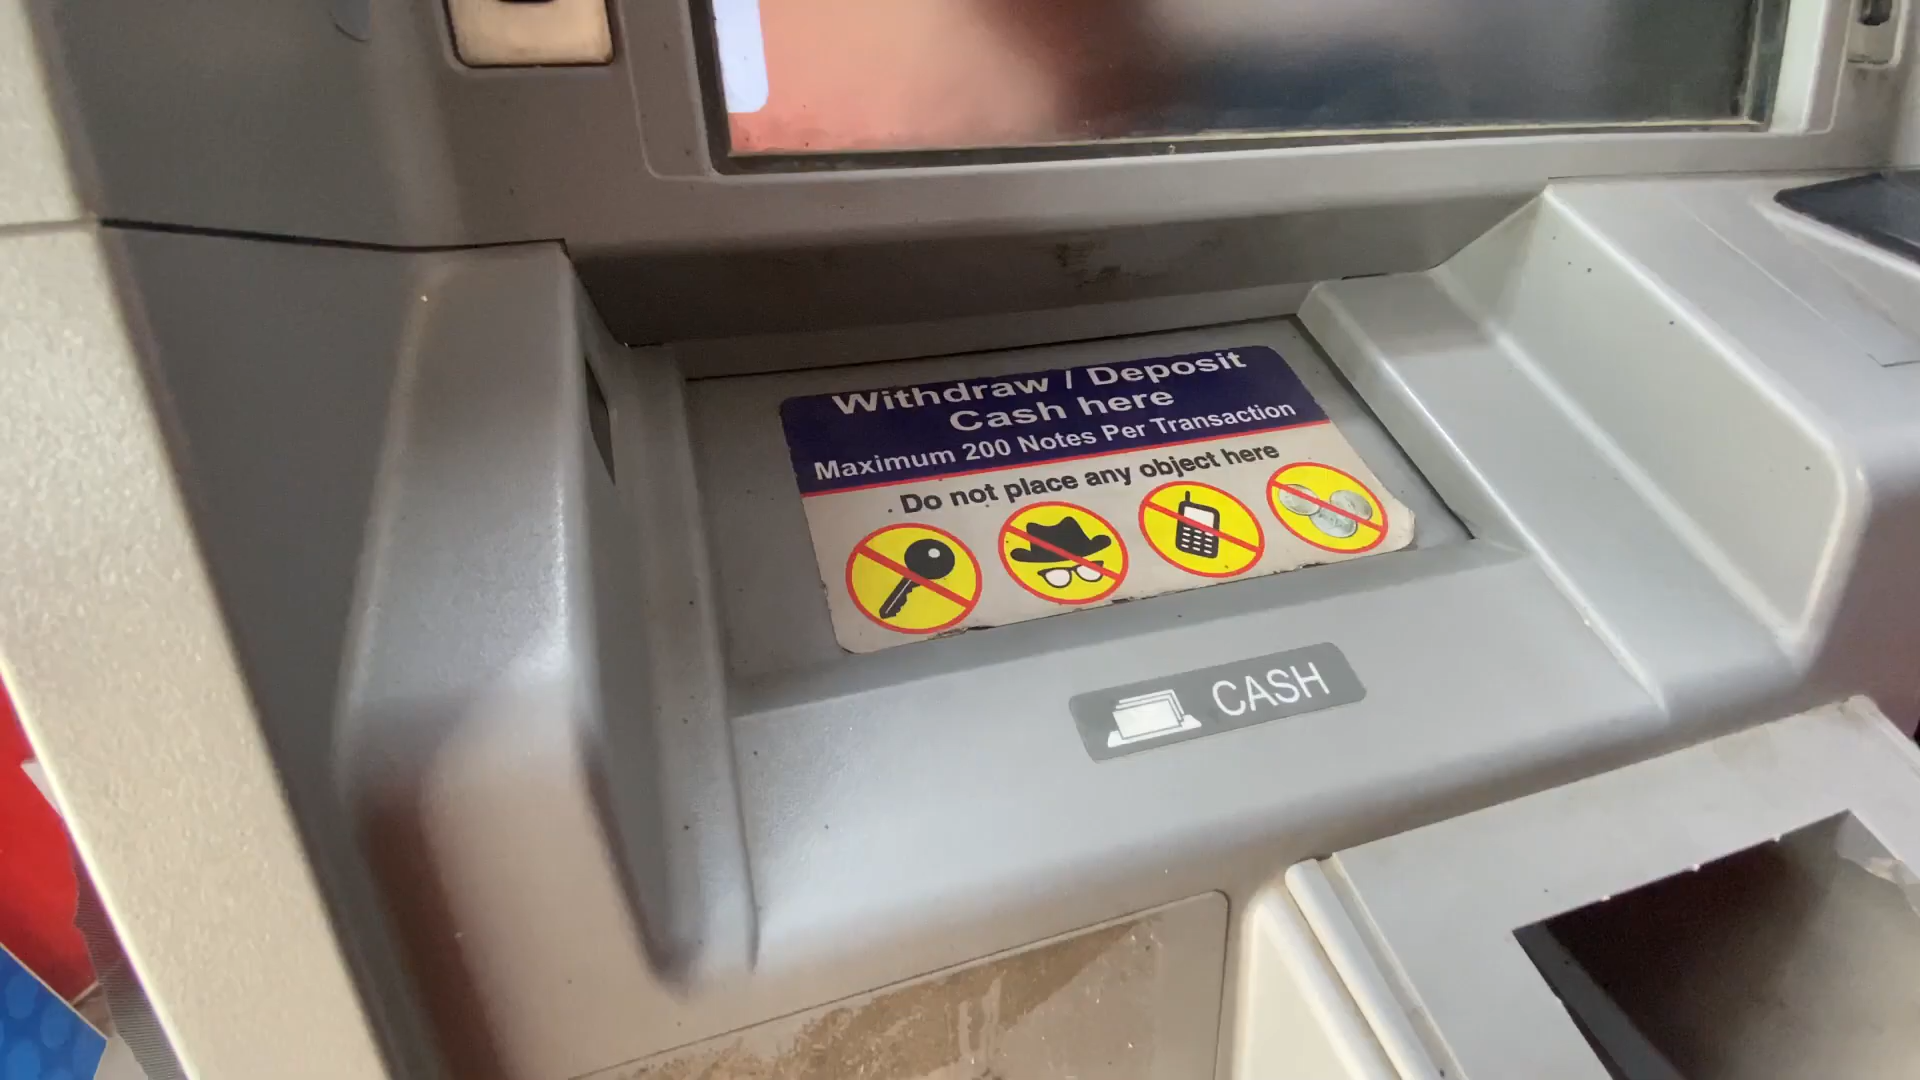 Withdraw / Deposit
Cash here
Maximum 200 Notes Per Transaction
Do not place any object here
CASH